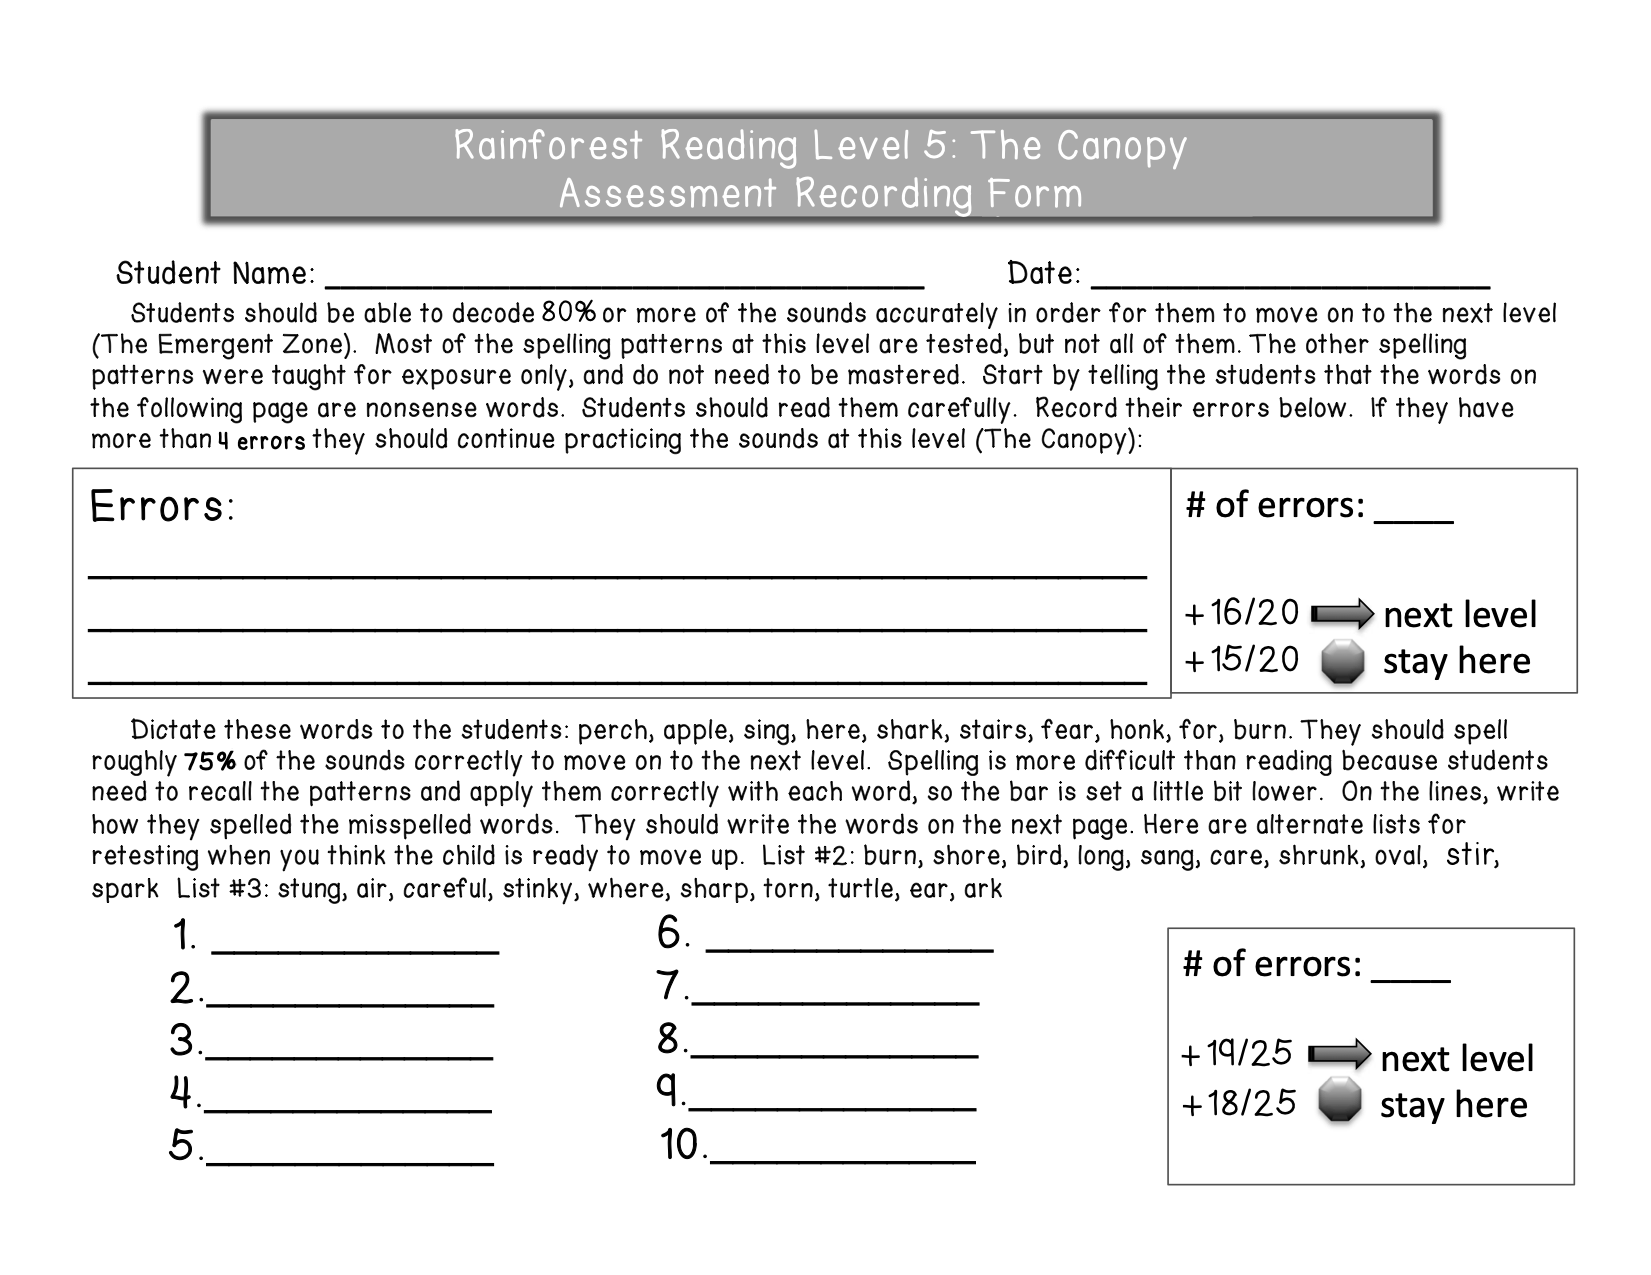 Rainforest Reading Level 5: The Canopy
Assessment Recording Form
Student Name: ____________________ Date: ____________________
Students should be able to decode 80% or more of the sounds accurately in order for them to move on to the next level
(The Emergent Zone). Most of the spelling patterns at this level are tested, but not all of them. The other spelling
patterns were taught for exposure only, and do not need to be mastered. Start by telling the students that the words on
the following page are nonsense words. Students should read them carefully. Record their errors below. If they have
more than 4 errors they should continue practicing the sounds at this level (The Canopy):
Errors:
# of errors: ____
+16/20 next level
+15/20 stay here
Dictate these words to the students: perch, apple, sing, here, shark, stairs, fear, honk, for, burn. They should spell
roughly 75% of the sounds correctly to move on to the next level. Spelling is more difficult than reading because students
need to recall the patterns and apply them correctly with each word, so the bar is set a little bit lower. On the lines, write
how they spelled the misspelled words. They should write the words on the next page. Here are alternate lists for
retesting when you think the child is ready to move up. List #2: burn, shore, bird, long, sang, care, shrunk, oval, stir,
spark List #3: stung, air, careful, stinky, where, sharp, torn, turtle, ear, ark
1. ____________
2. ____________
3. ____________
4. ____________
5. ____________
6. ____________
7. ____________
8. ____________
9. ____________
10. ____________
# of errors: ____
+19/25 next level
+18/25 stay here